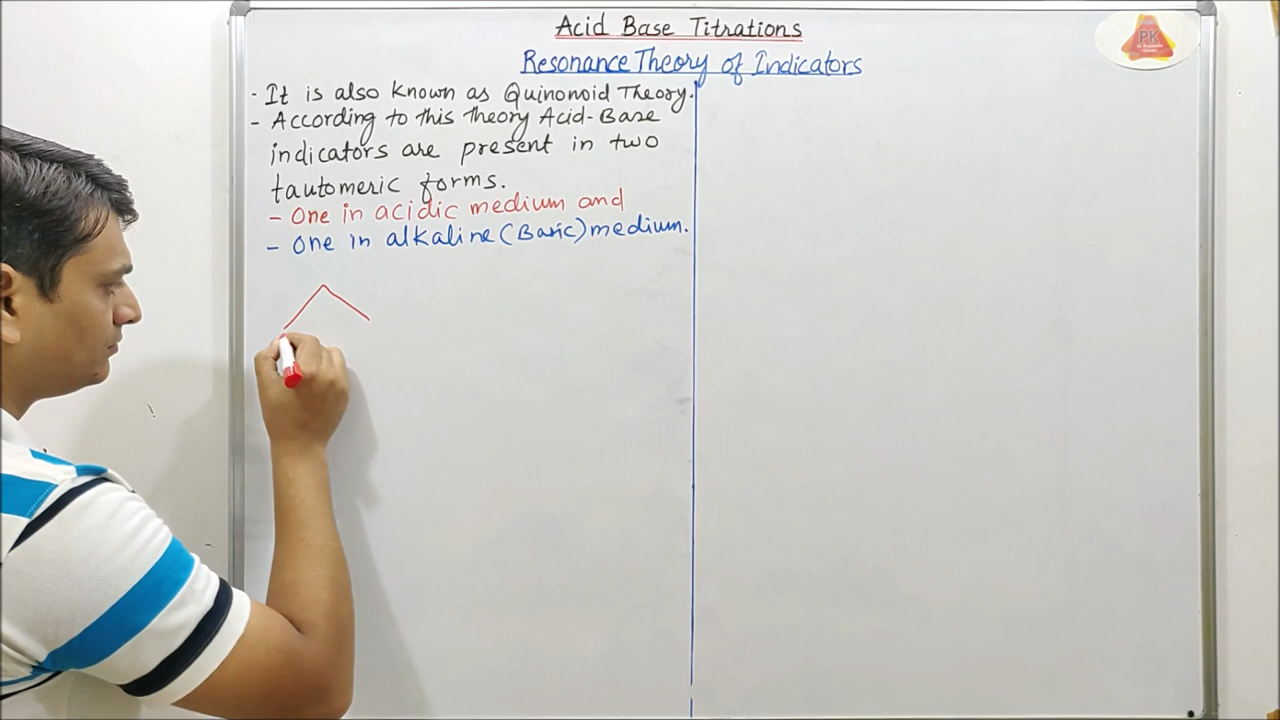 Acid Base Titrations
PK
Resonance Theory of Indicators
- It is also known as Quinonoid Theory.
- According to this theory Acid-Base
indicators are present in two
tautomeric forms.
- One in acidic medium and
- One in alkaline (Basic) medium.